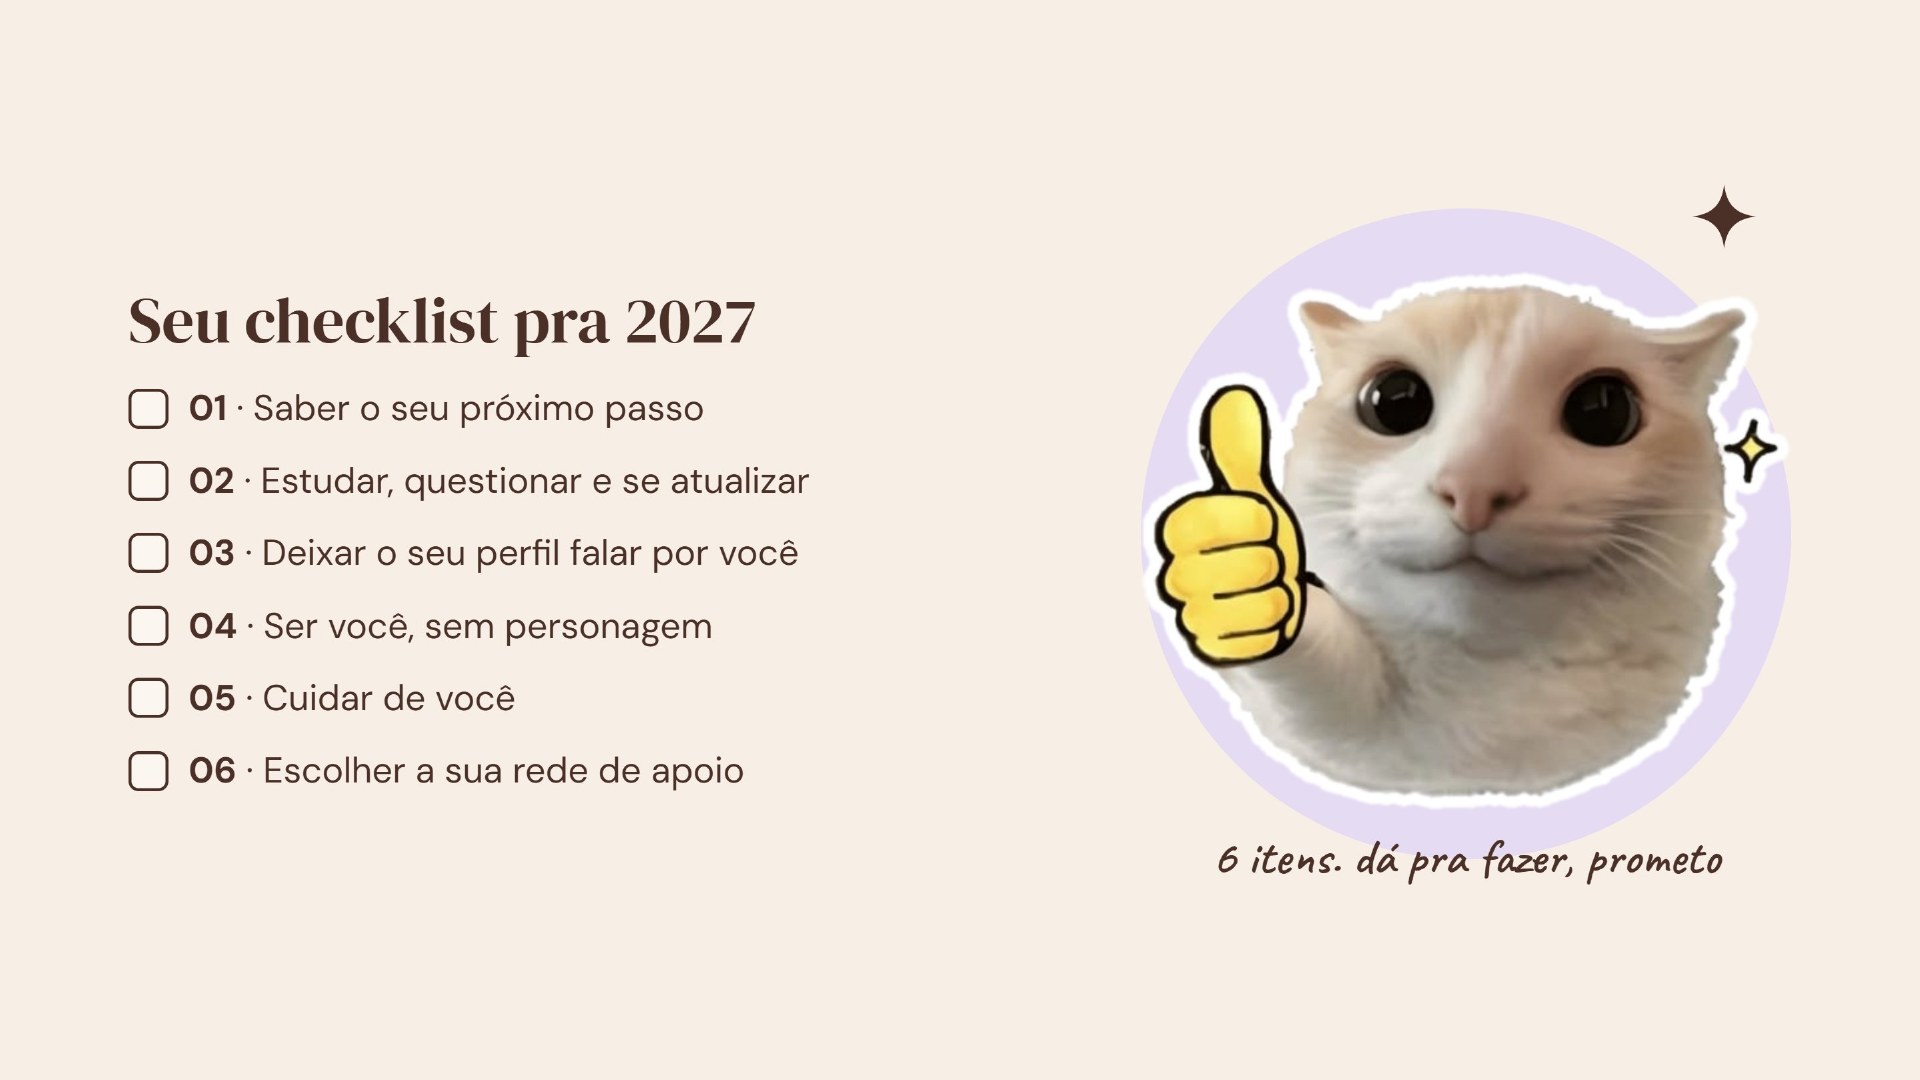 Seu checklist pra 2027
01 · Saber o seu próximo passo
02 · Estudar, questionar e se atualizar
03 · Deixar o seu perfil falar por você
04 · Ser você, sem personagem
05 · Cuidar de você
06 · Escolher a sua rede de apoio
6 itens. dá pra fazer, prometo